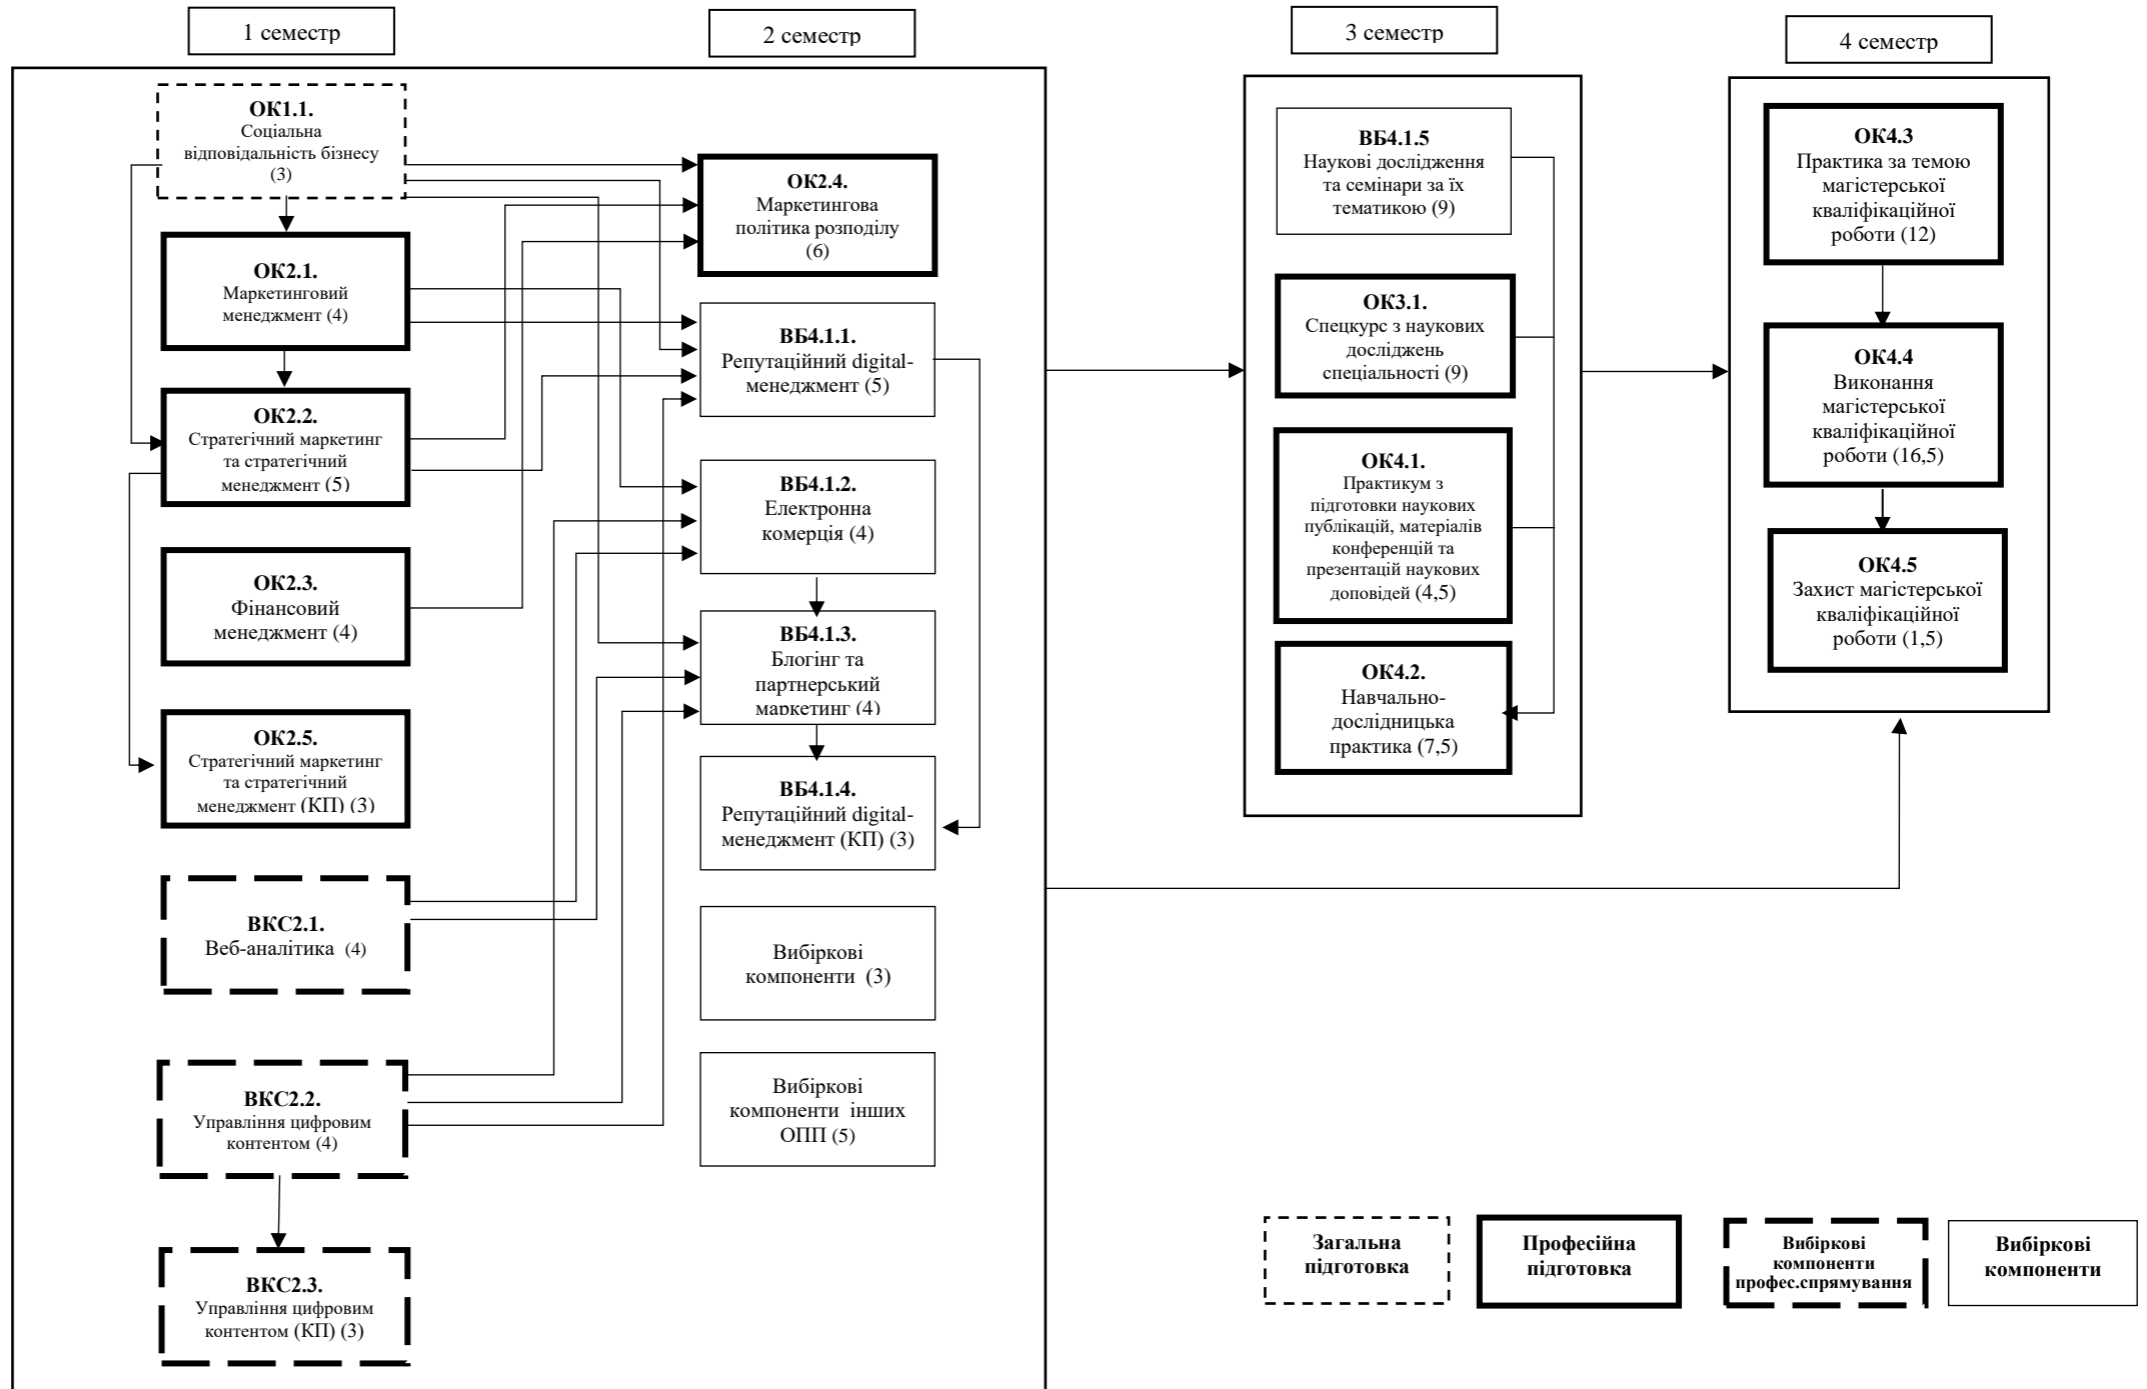 1 семестр
2 семестр
3 семестр
4 семестр
ОК1.1.
Соціальна
відповідальність бізнесу
(3)
ОК2.1.
Маркетинговий
менеджмент (4)
ОК2.2.
Стратегічний маркетинг
та стратегічний
менеджмент (5)
ОК2.3.
Фінансовий
менеджмент (4)
ОК2.5.
Стратегічний маркетинг
та стратегічний
менеджмент (КП) (3)
ВКС2.1.
Веб-аналітика (4)
ВКС2.2.
Управління цифровим
контентом (4)
ВКС2.3.
Управління цифровим
контентом (КП) (3)
ОК2.4.
Маркетингова
політика розподілу
(6)
ВБ4.1.1.
Репутаційний digital-
менеджмент (5)
ВБ4.1.2.
Електронна
комерція (4)
ВБ4.1.3.
Блогінг та
партнерський
маркетинг (4)
ВБ4.1.4.
Репутаційний digital-
менеджмент (КП) (3)
Вибіркові
компоненти (3)
Вибіркові
компоненти інших
ОПП (5)
ВБ4.1.5
Наукові дослідження
та семінари за їх
тематикою (9)
ОК3.1.
Спецкурс з наукових
досліджень
спеціальності (9)
ОК4.1.
Практикум з
підготовки наукових
публікацій, матеріалів
конференцій та
презентацій наукових
доповідей (4,5)
ОК4.2.
Навчально-
дослідницька
практика (7,5)
ОК4.3
Практика за темою
магістерської
кваліфікаційної
роботи (12)
ОК4.4
Виконання
магістерської
кваліфікаційної
роботи (16,5)
ОК4.5
Захист магістерської
кваліфікаційної
роботи (1,5)
Загальна
підготовка
Професійна
підготовка
Вибіркові
компоненти
профес.спрямування
Вибіркові
компоненти